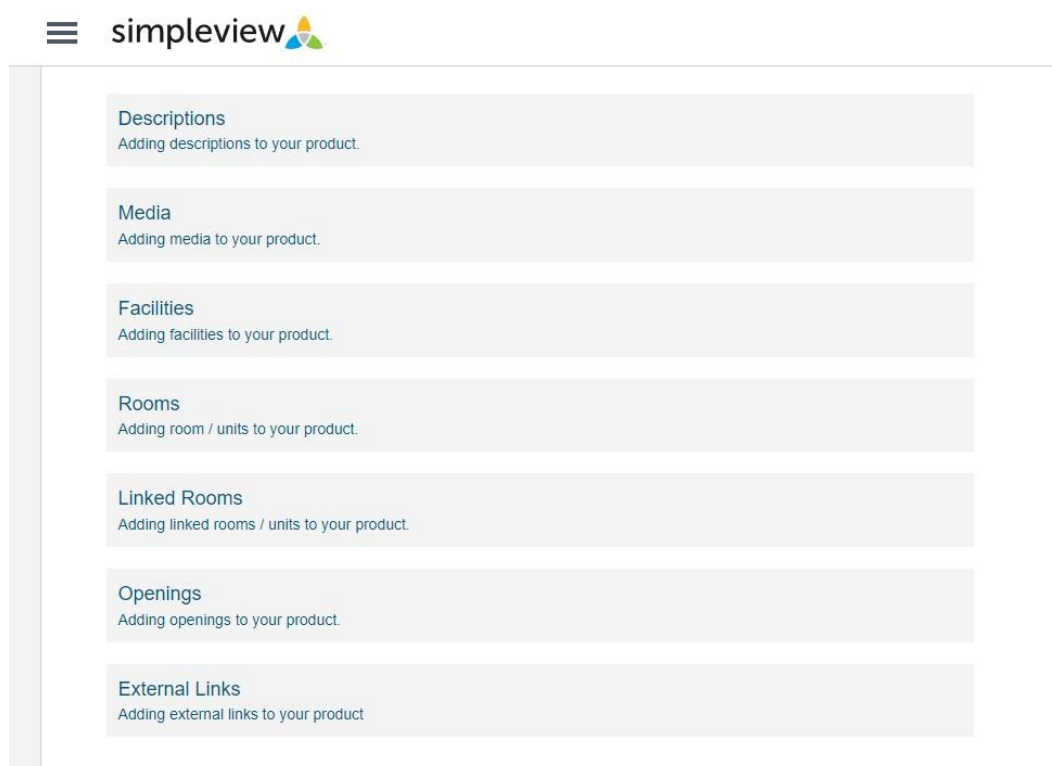 simpleview
Descriptions
Adding descriptions to your product.
Media
Adding media to your product.
Facilities
Adding facilities to your product.
Rooms
Adding room / units to your product.
Linked Rooms
Adding linked rooms / units to your product.
Openings
Adding openings to your product.
External Links
Adding external links to your product